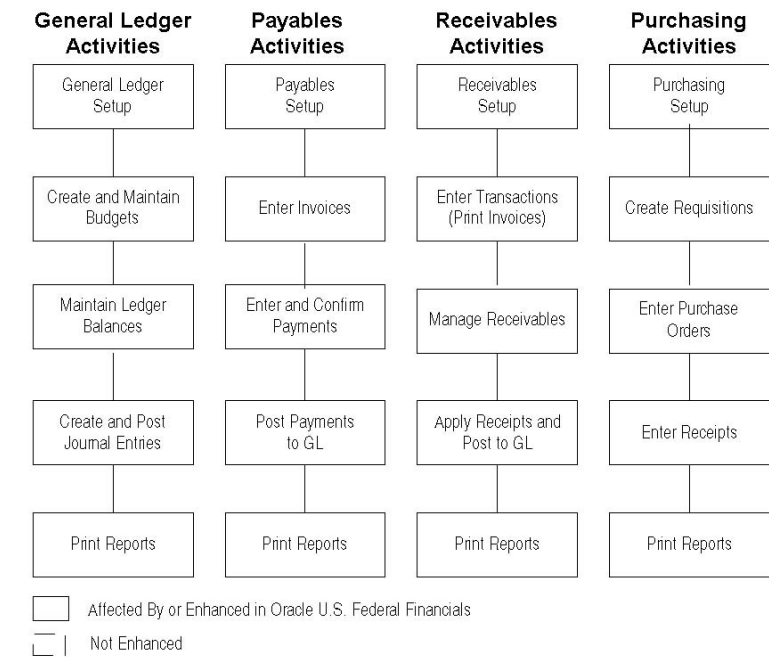 General Ledger
Activities
Payables
Activities
Receivables
Activities
Purchasing
Activities
General Ledger
Setup
Payables
Setup
Receivables
Setup
Purchasing
Setup
Create and Maintain
Budgets
Enter Invoices
Enter Transactions
(Print Invoices)
Create Requisitions
Maintain Ledger
Balances
Enter and Confirm
Payments
Manage Receivables
Enter Purchase
Orders
Create and Post
Journal Entries
Post Payments
to GL
Apply Receipts and
Post to GL
Enter Receipts
Print Reports
Print Reports
Print Reports
Print Reports
Affected By or Enhanced in Oracle U.S. Federal Financials
Not Enhanced